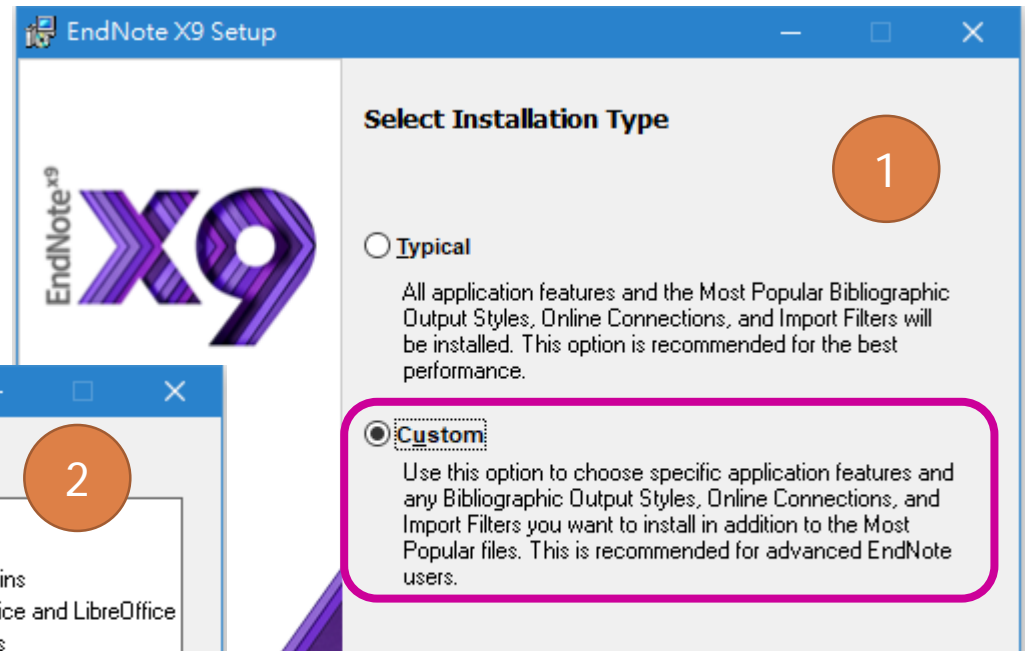 EndNote X9 Setup
Select Installation Type
1
EndNote X9
X9
Typical
All application features and the Most Popular Bibliographic
Output Styles, Online Connections, and Import Filters will
be installed. This option is recommended for the best
performance.
Custom
Use this option to choose specific application features and
any Bibliographic Output Styles, Online Connections, and
Import Filters you want to install in addition to the Most
Popular files. This is recommended for advanced EndNote
users.
2
ins
ice and LibreOffice
s